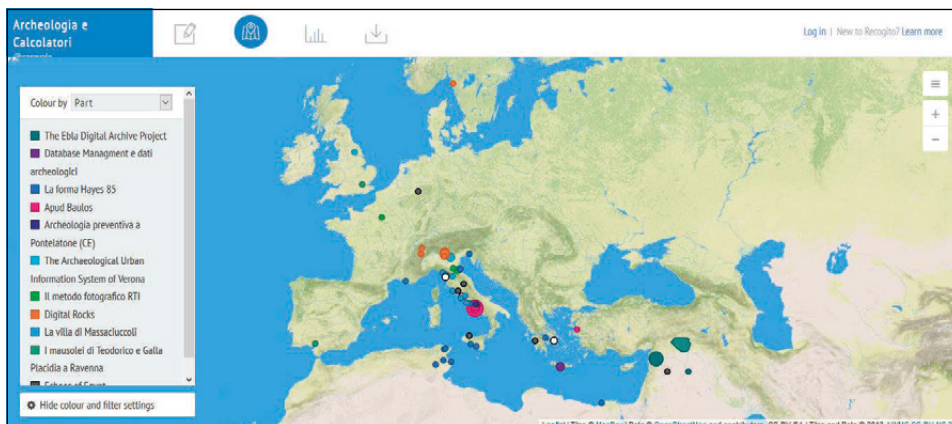 Archeologia e
Calcolatori
Log in | New to Recogito? Learn more
Colour by Part
The Ebla Digital Archive Project
Database Managment e dati
archeologici
La forma Hayes 85
Apud Baulos
Archeologia preventiva a
Pontelatone (CE)
The Archaeological Urban
Information System of Verona
Il metodo fotografico RTI
Digital Rocks
La villa di Massaciuccoli
I mausolei di Teodorico e Galla
Placidia a Ravenna
Echoes of Egypt
Hide colour and filter settings